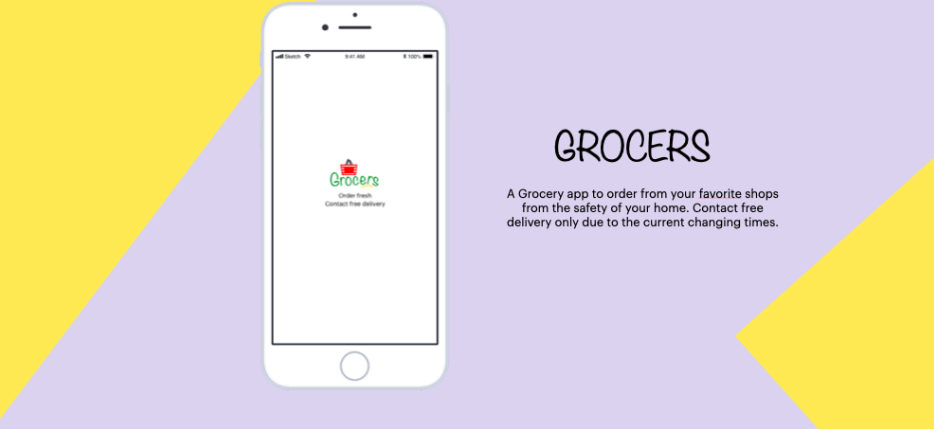 Sketch 9:41 AM 100%
Grocers
Order fresh
Contact free delivery
GROCERS
A Grocery app to order from your favorite shops
from the safety of your home. Contact free
delivery only due to the current changing times.